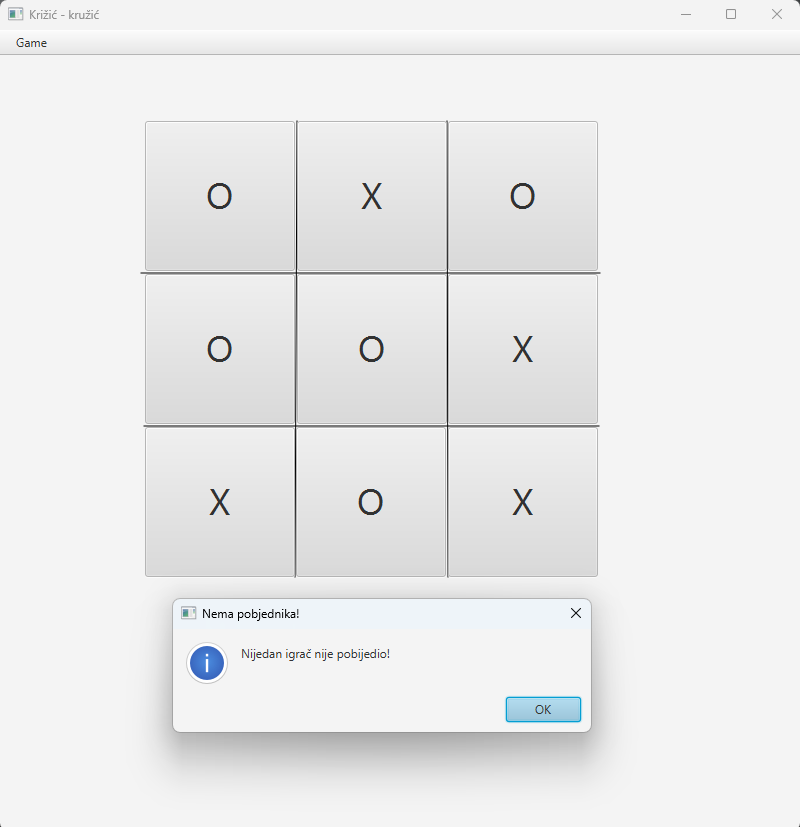 Križić - kružić
Game
O X O
O O X
X O X
Nema pobjednika!
Nijedan igrač nije pobijedio!
OK